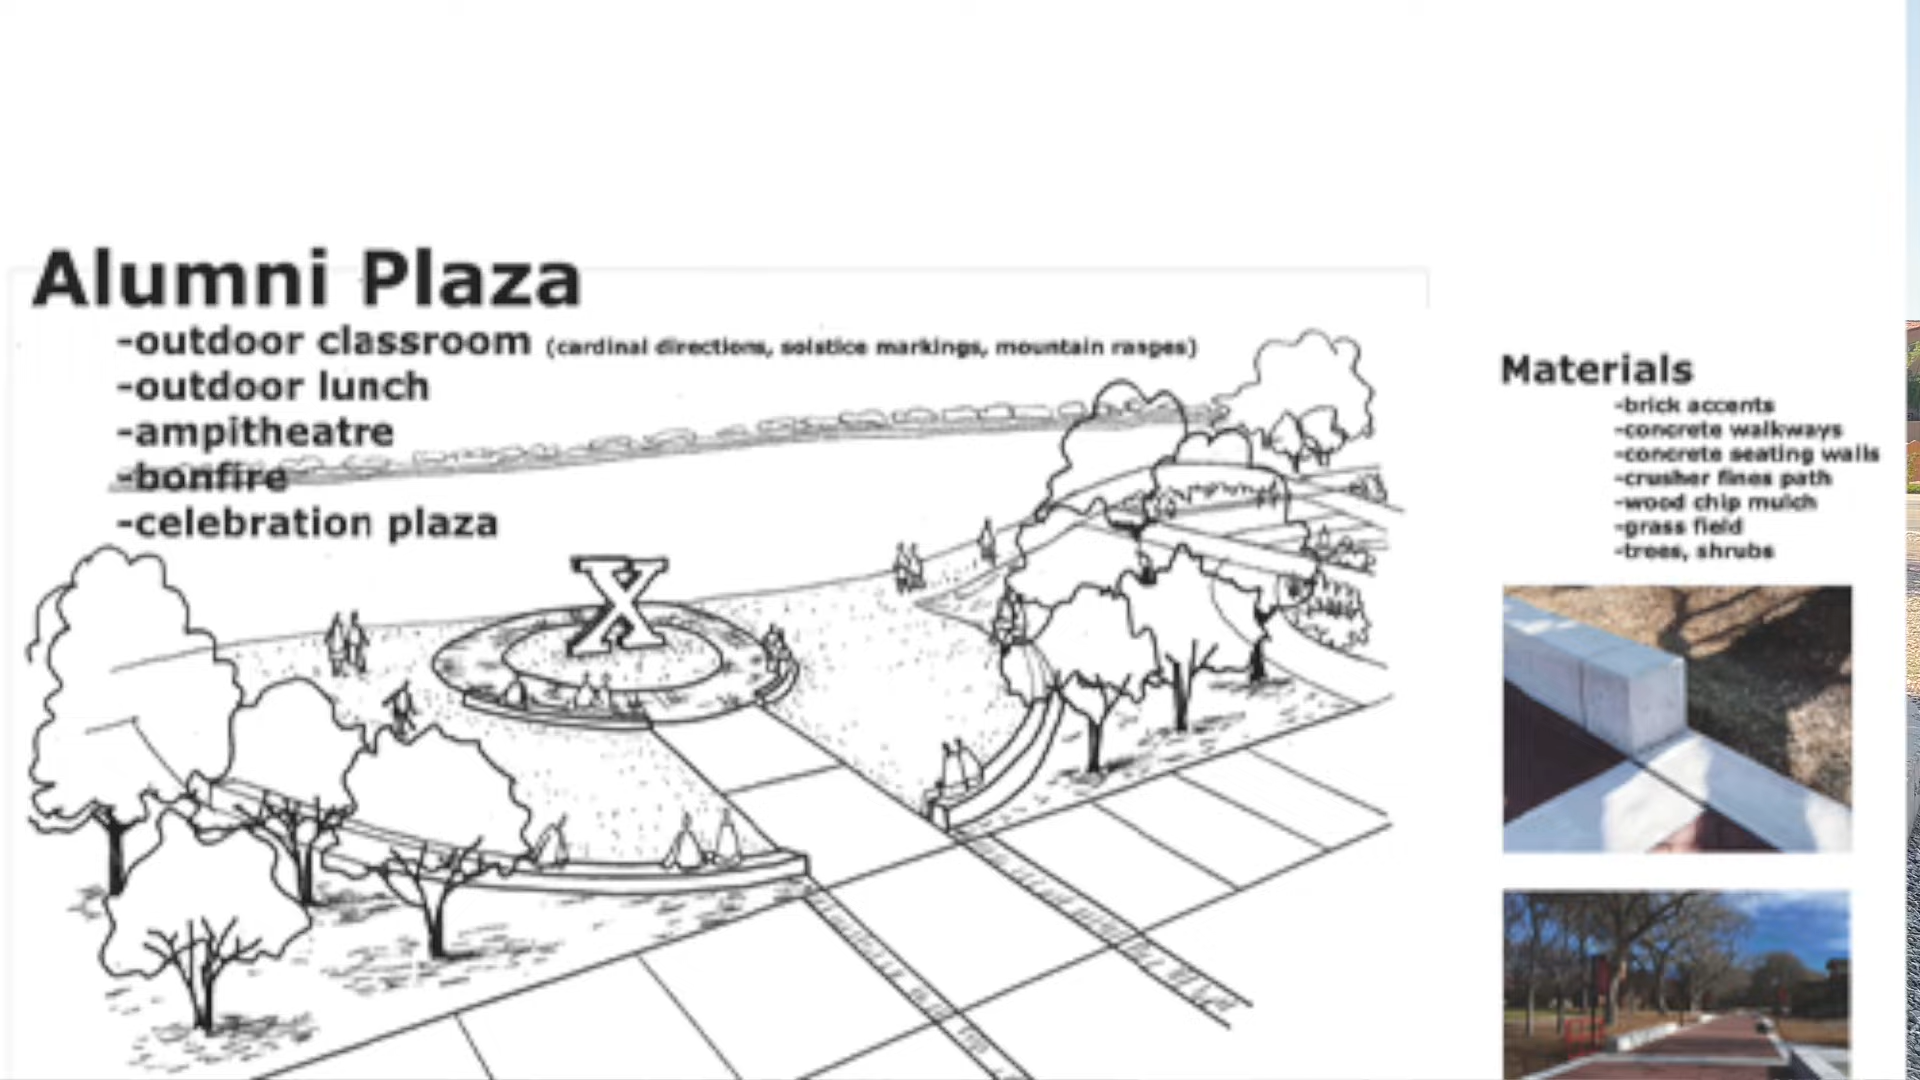 Alumni Plaza
-outdoor classroom (cardinal directions, solstice markings, mountain ranges)
-outdoor lunch
-ampitheatre
-bonfire
-celebration plaza
X
Materials
-brick accents
-concrete walkways
-concrete seating walls
-crusher fines path
-wood chip mulch
-grass field
-trees, shrubs